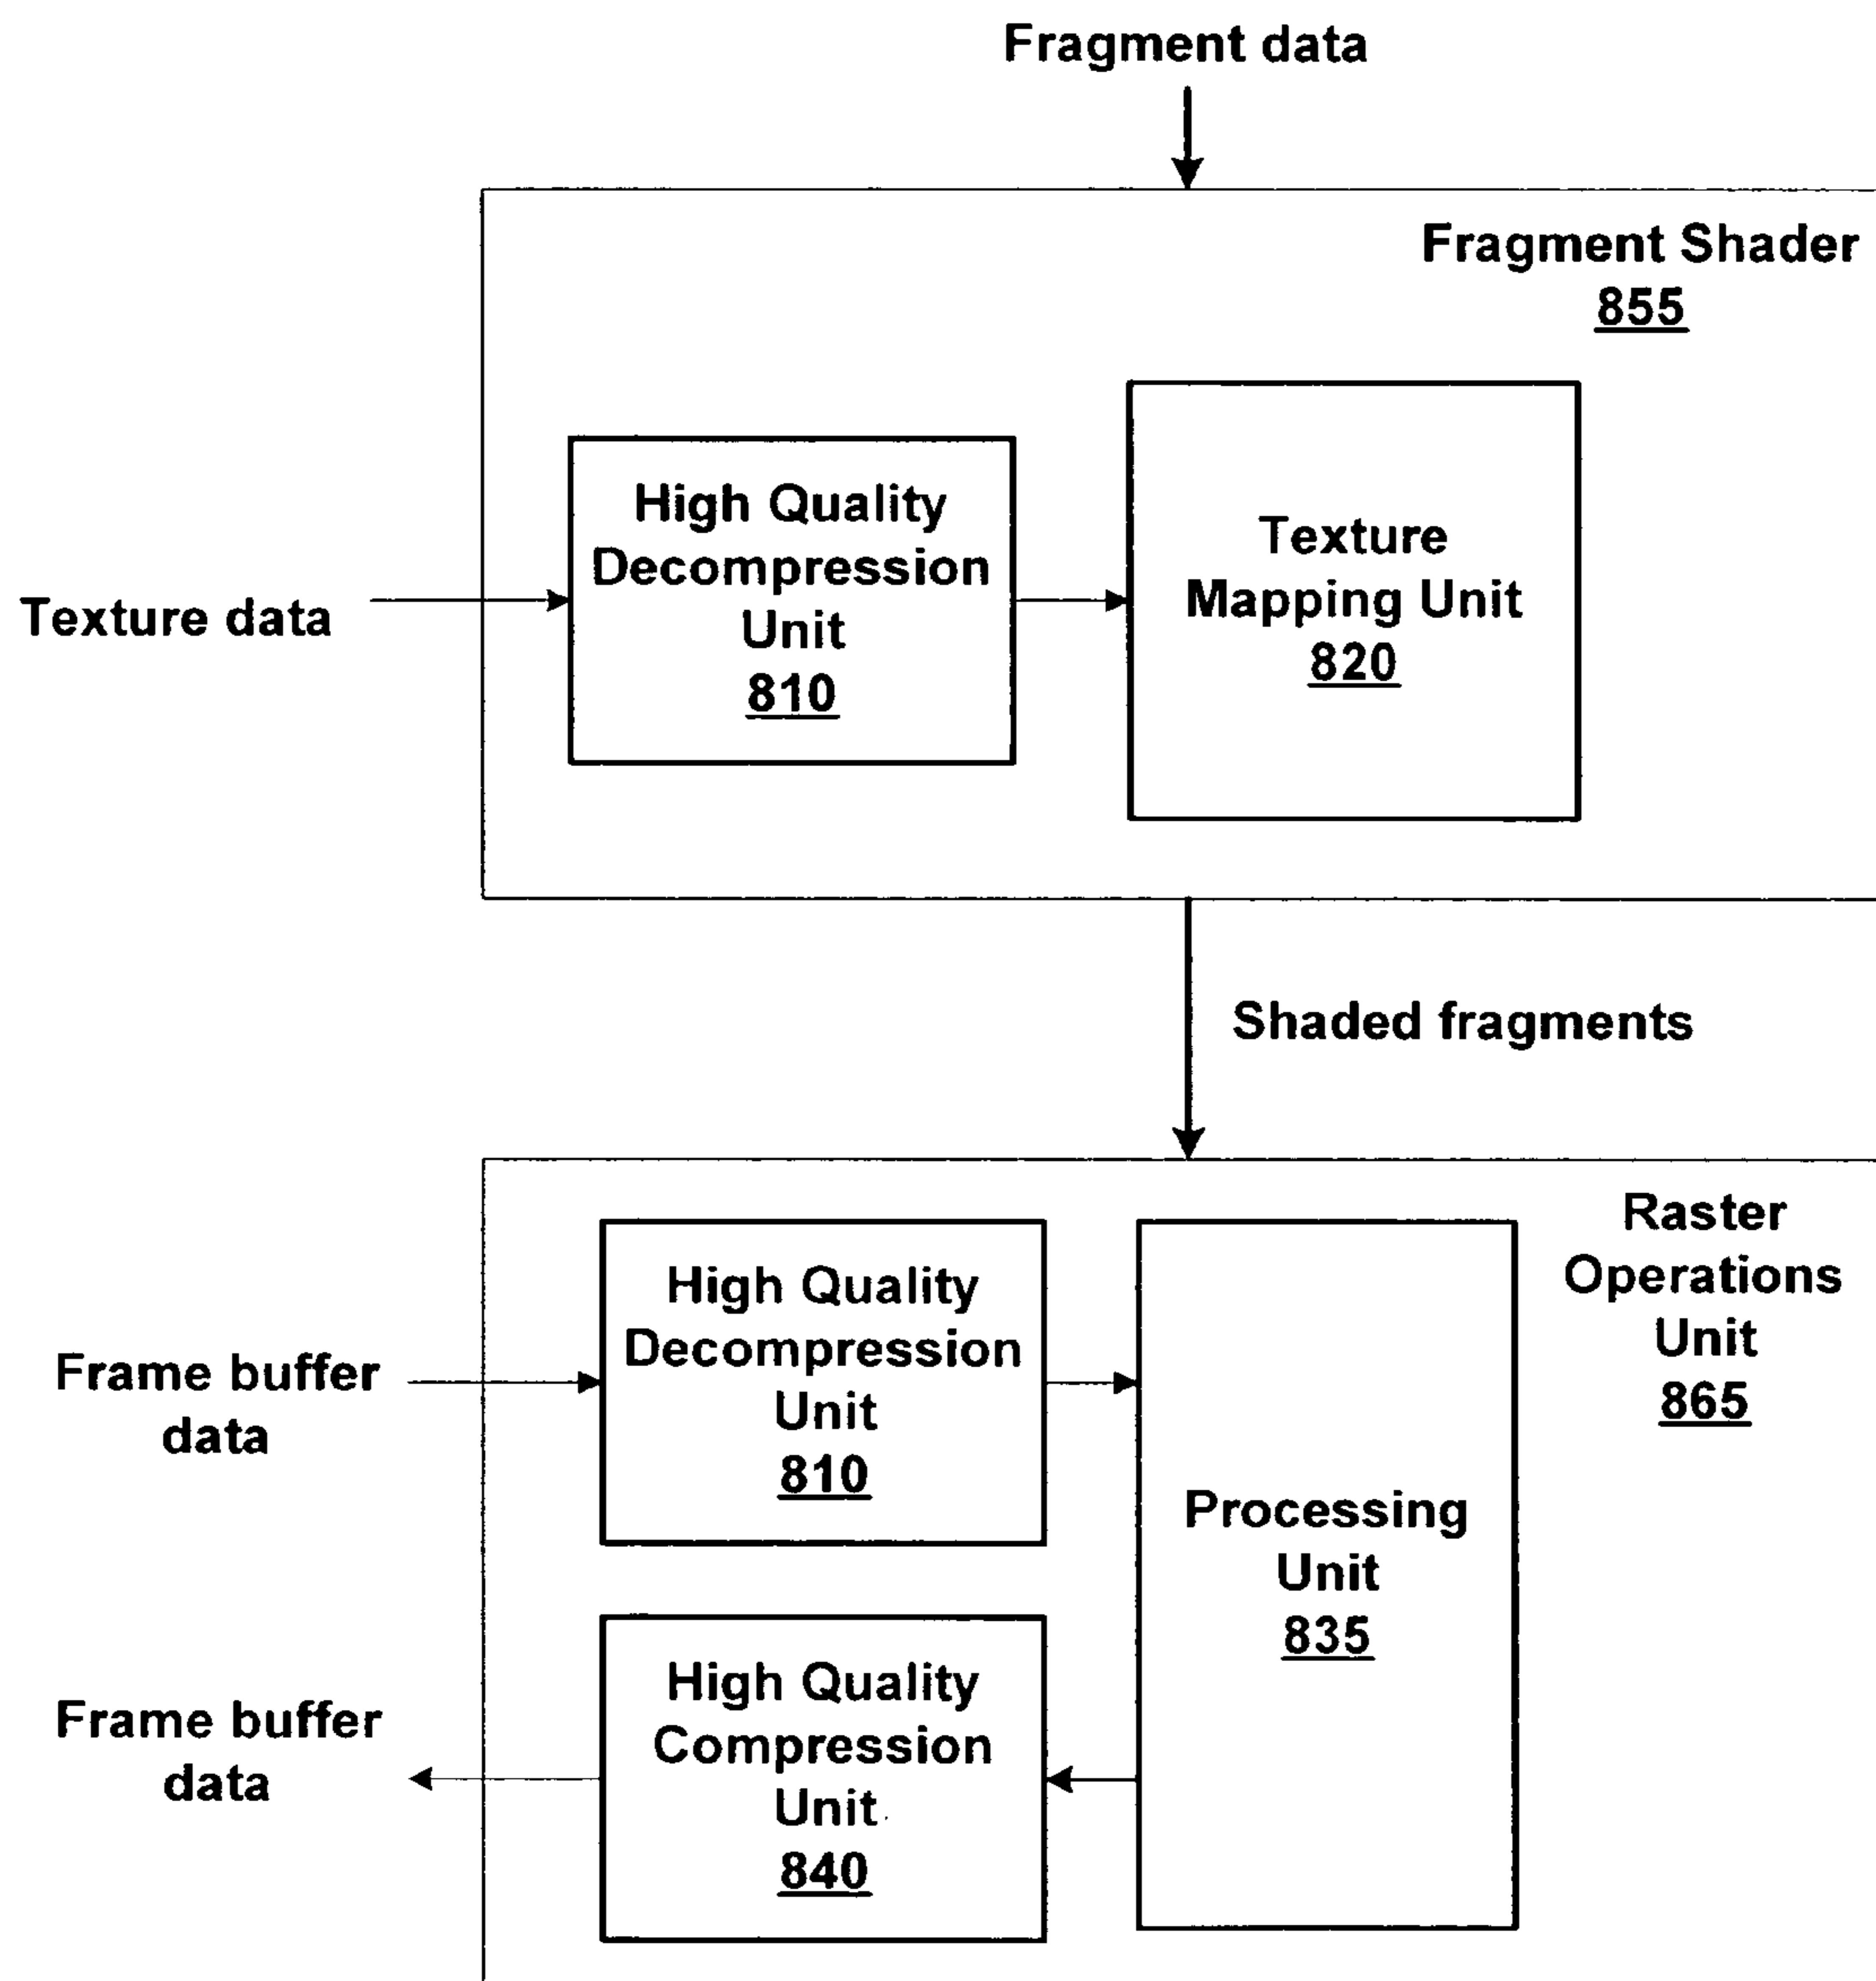 Fragment data
Fragment Shader
855
High Quality
Decompression
Unit
810
Texture
Mapping Unit
820
Texture data
Shaded fragments
Raster
Operations
Unit
865
High Quality
Decompression
Unit
810
Frame buffer
data
Processing
Unit
835
High Quality
Compression
Unit
840
Frame buffer
data